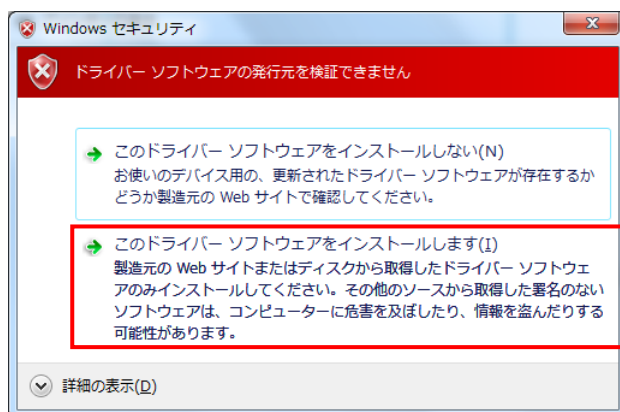 Windows セキュリティ
ドライバー ソフトウェアの発行元を検証できません
このドライバー ソフトウェアをインストールしない(N)
お使いのデバイス用の、更新されたドライバー ソフトウェアが存在するか
どうか製造元の Web サイトで確認してください。
このドライバー ソフトウェアをインストールします(I)
製造元の Web サイトまたはディスクから取得したドライバー ソフトウェ
アのみインストールしてください。その他のソースから取得した署名のない
ソフトウェアは、コンピューターに危害を及ぼしたり、情報を盗んだりする
可能性があります。
詳細の表示(D)